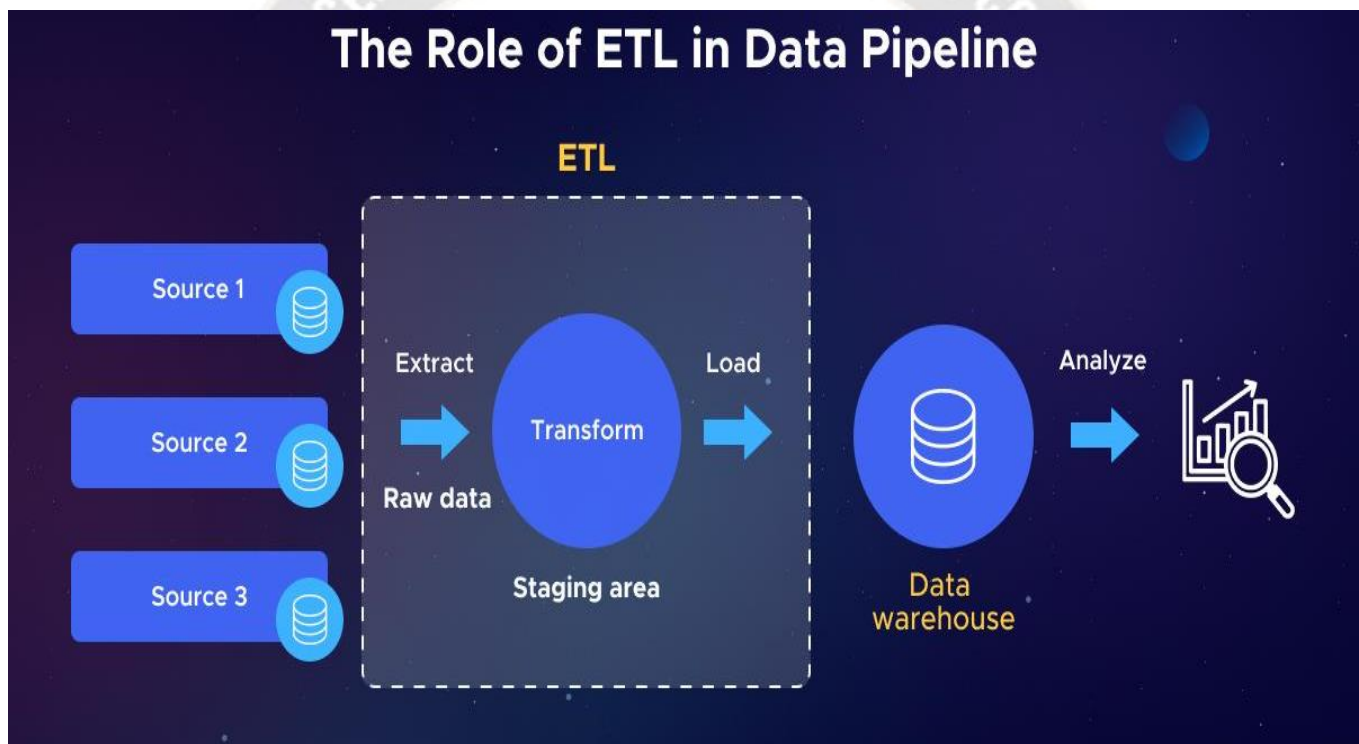 The Role of ETL in Data Pipeline
ETL
Source 1
Source 2
Source 3
Extract
Raw data
Transform
Staging area
Load
Data
warehouse
Analyze